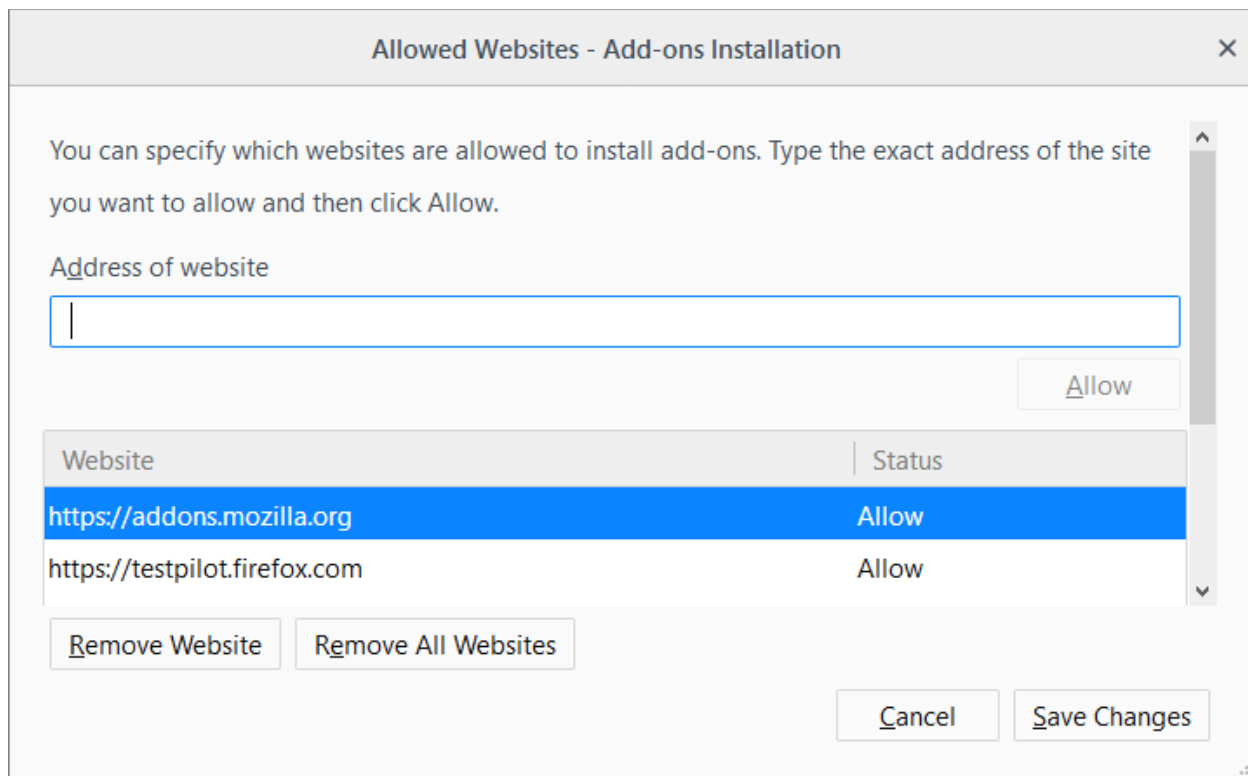 Allowed Websites - Add-ons Installation
You can specify which websites are allowed to install add-ons. Type the exact address of the site
you want to allow and then click Allow.
Address of website
Allow
Website Status
https://addons.mozilla.org Allow
https://testpilot.firefox.com Allow
Remove Website Remove All Websites
Cancel Save Changes